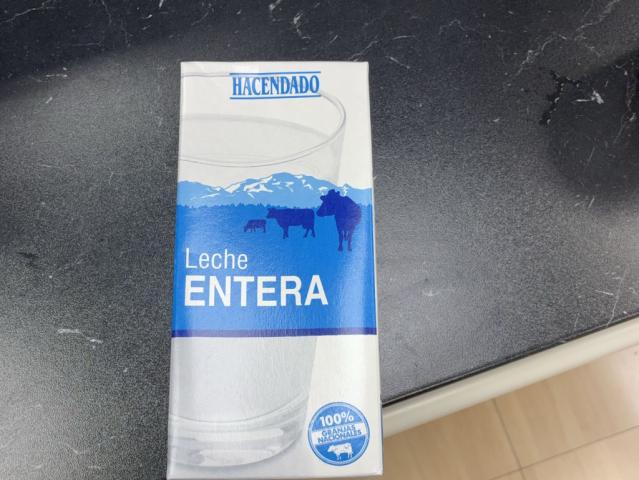 HACENDADO
Leche
ENTERA
100%
GRANJAS
NACIONALES